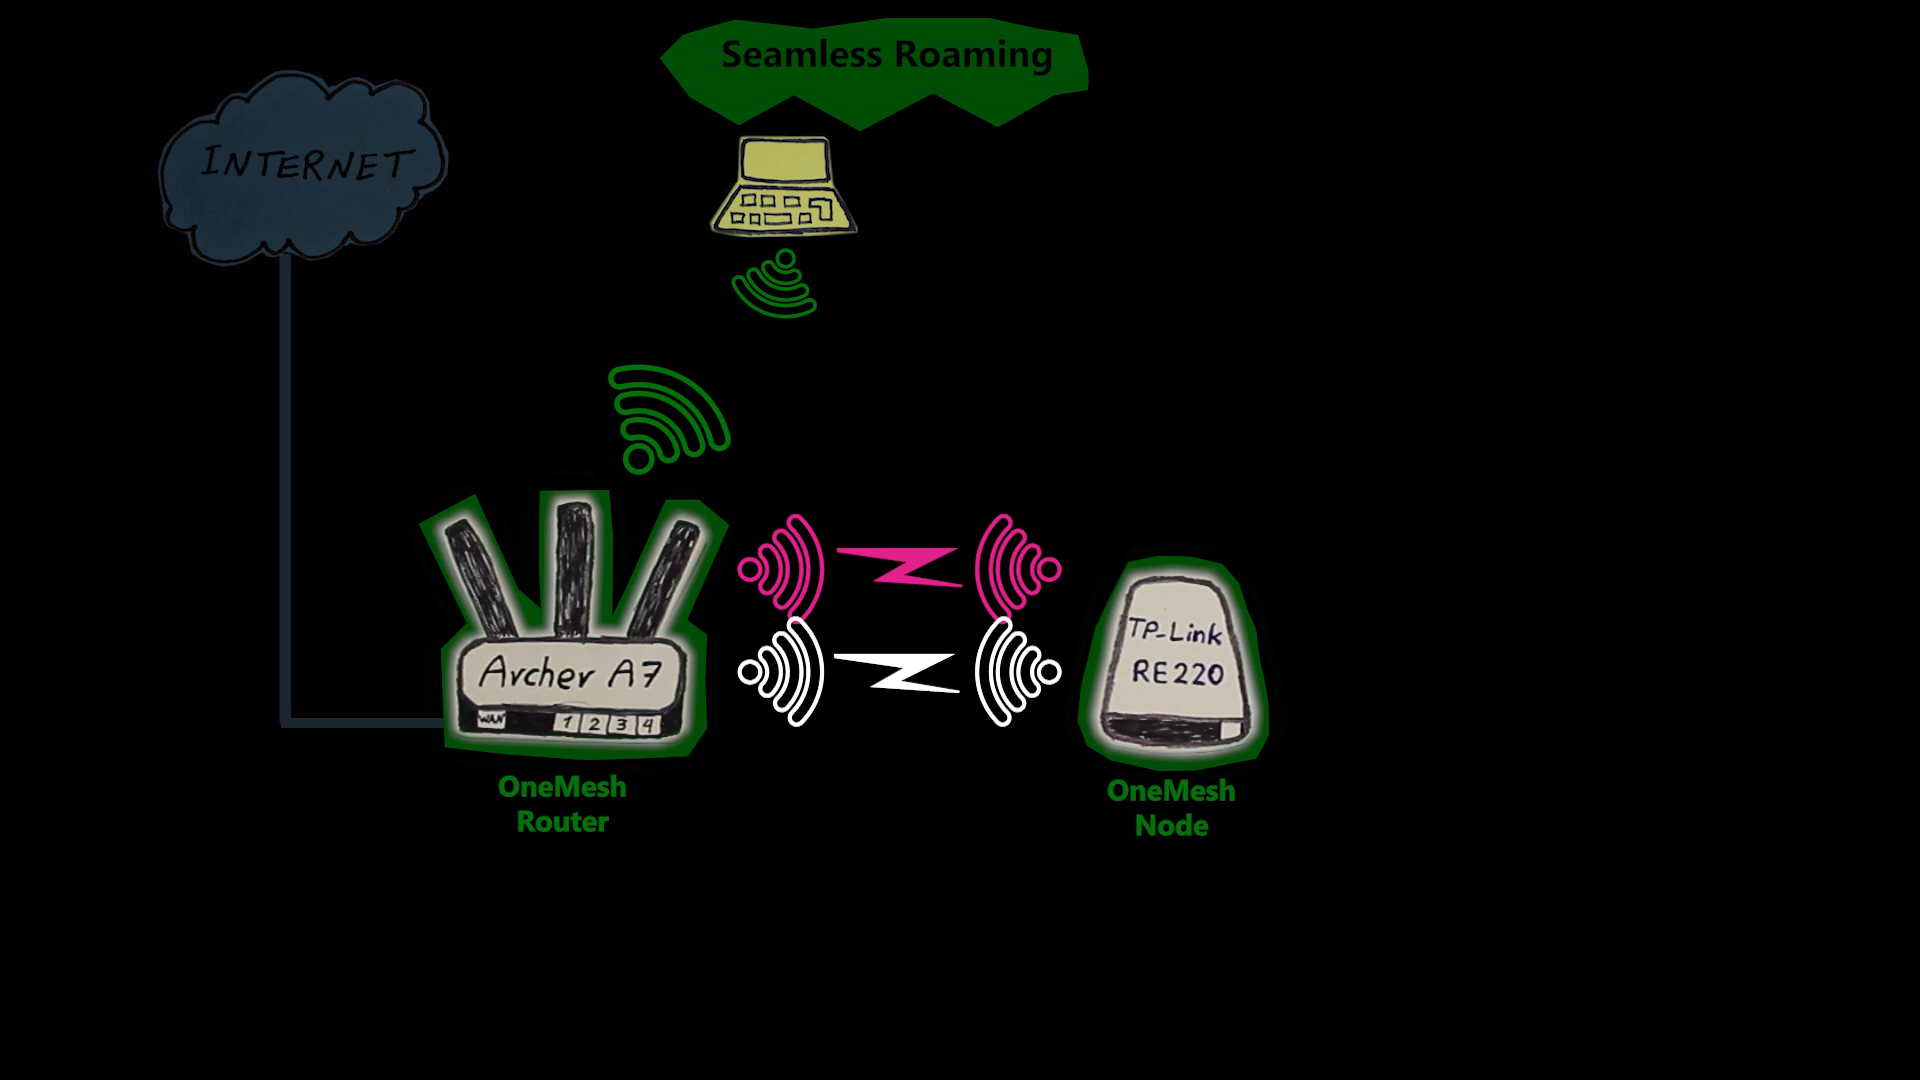 Seamless Roaming
INTERNET
Archer A7
WAN 1 2 3 4
OneMesh
Router
TP-Link
RE220
OneMesh
Node